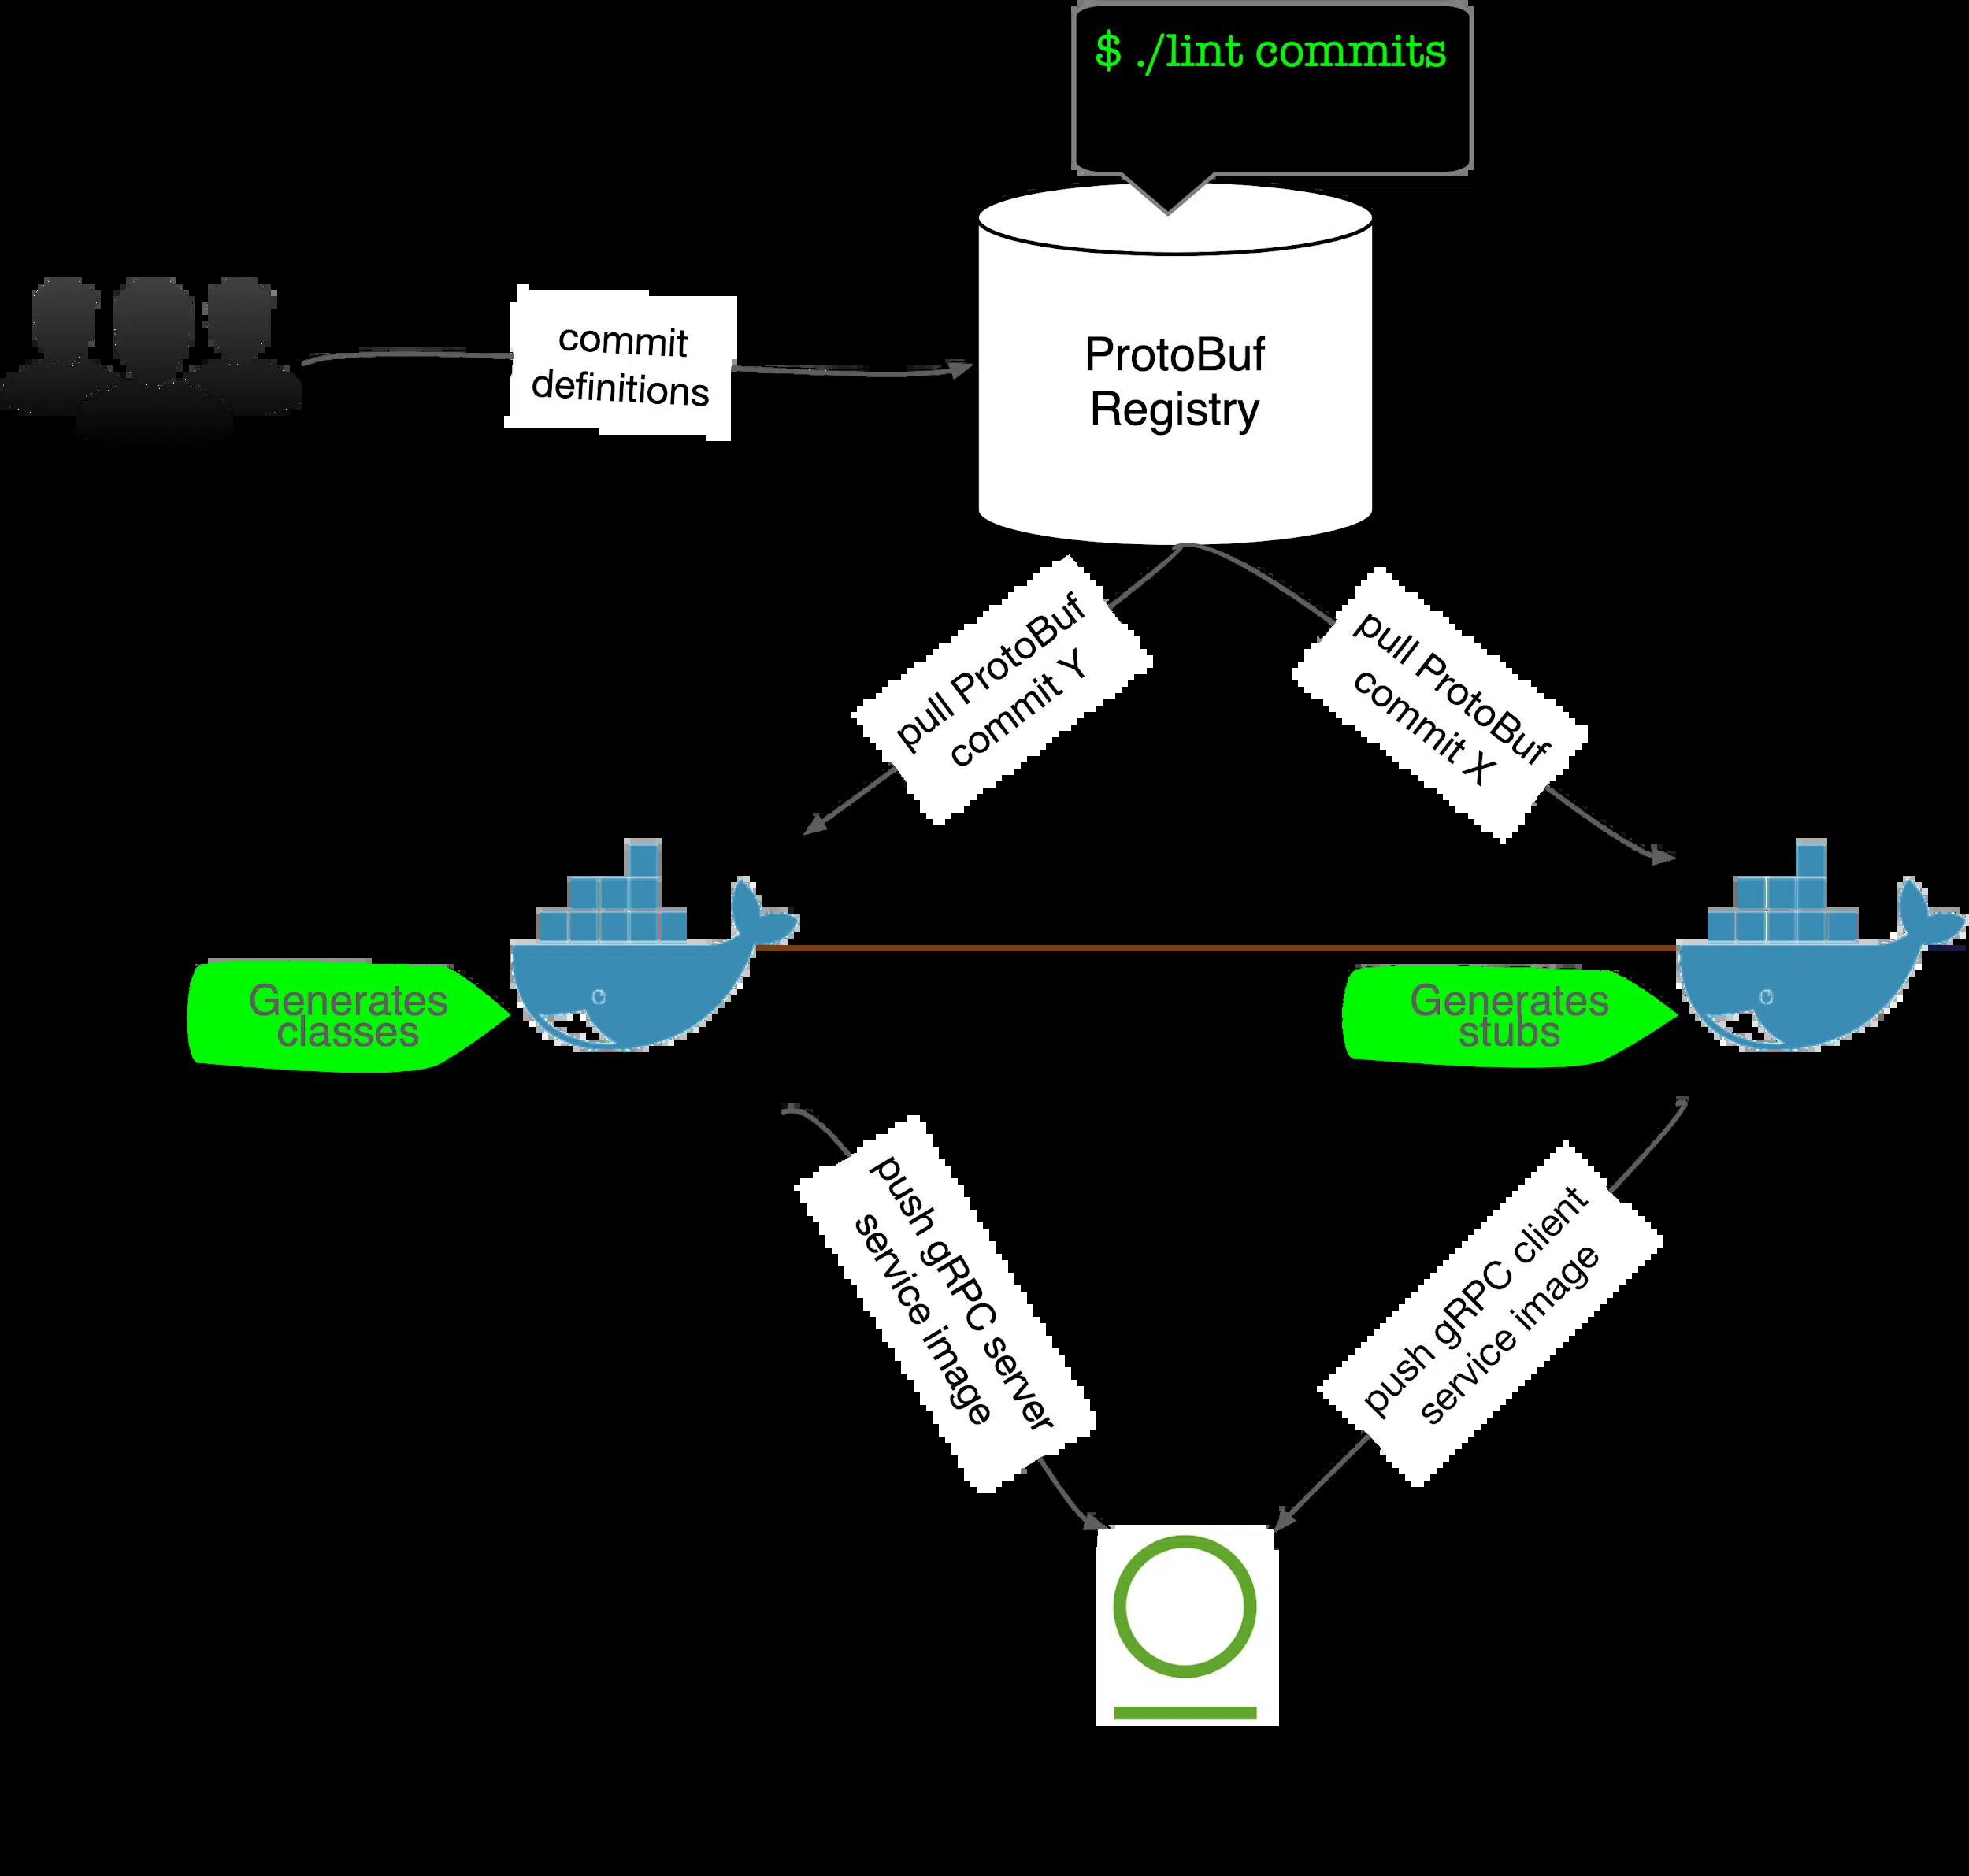 $ ./lint commits
commit
definitions
ProtoBuf
Registry
pull ProtoBuf
commit Y
pull ProtoBuf
commit X
Generates
classes
Generates
stubs
push gRPC server
service image
push gRPC client
service image